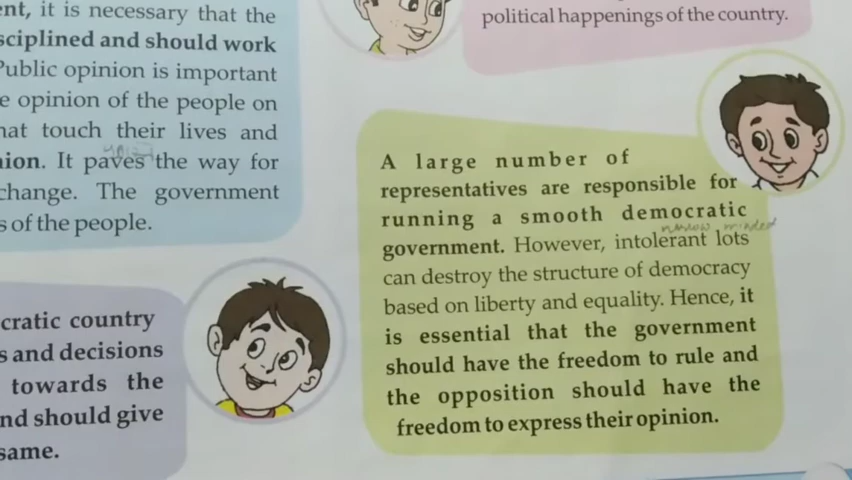 nt, it is necessary that the
sciplined and should work
Public opinion is important
e opinion of the people on
hat touch their lives and
nion. It paves the way for
change. The government
s of the people.
political happenings of the country.
A large number of
representatives are responsible for
running a smooth democratic
narrow minded
government. However, intolerant lots
can destroy the structure of democracy
based on liberty and equality. Hence, it
is essential that the government
should have the freedom to rule and
the opposition should have the
freedom to express their opinion.
cratic country
s and decisions
towards the
nd should give
same.